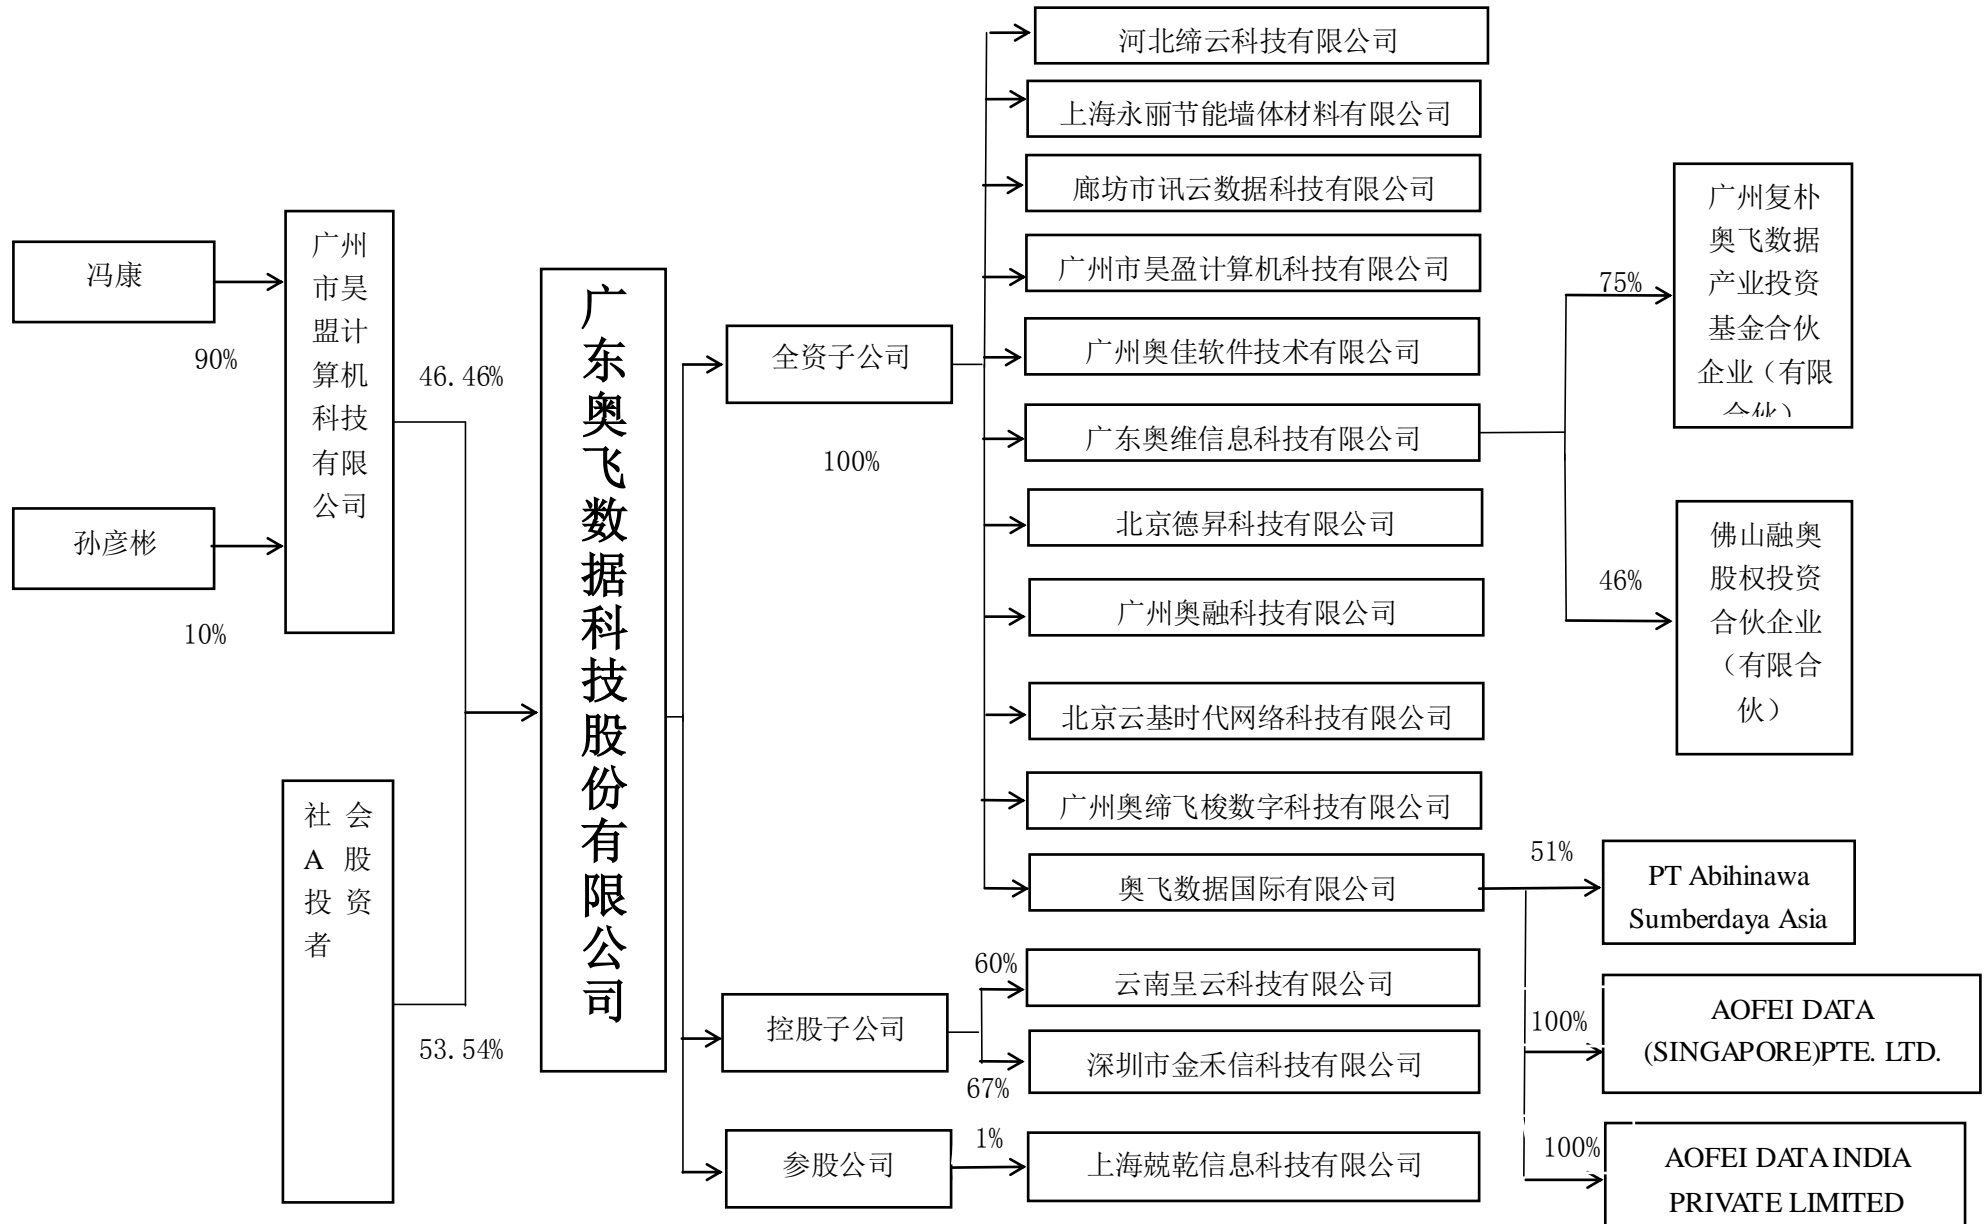 冯康
90%
孙彦彬
10%
广州
市昊
盟计
算机
科技
有限
公司
46.46%
社 会
A 股
投 资
者
53.54%
广东奥飞数据科技股份有限公司
全资子公司
100%
控股子公司
参股公司
河北缔云科技有限公司
上海永丽节能墙体材料有限公司
廊坊市讯云数据科技有限公司
广州市昊盈计算机科技有限公司
广州奥佳软件技术有限公司
广东奥维信息科技有限公司
北京德昇科技有限公司
广州奥融科技有限公司
北京云基时代网络科技有限公司
广州奥缔飞梭数字科技有限公司
奥飞数据国际有限公司
60%
云南呈云科技有限公司
67%
深圳市金禾信科技有限公司
1%
上海兢乾信息科技有限公司
75%
广州复朴
奥飞数据
产业投资
基金合伙
企业（有限
合伙）
46%
佛山融奥
股权投资
合伙企业
（有限合
伙）
51%
PT Abihinawa
Sumberdaya Asia
100%
AOFEI DATA
(SINGAPORE)PTE. LTD.
100%
AOFEI DATA INDIA
PRIVATE LIMITED